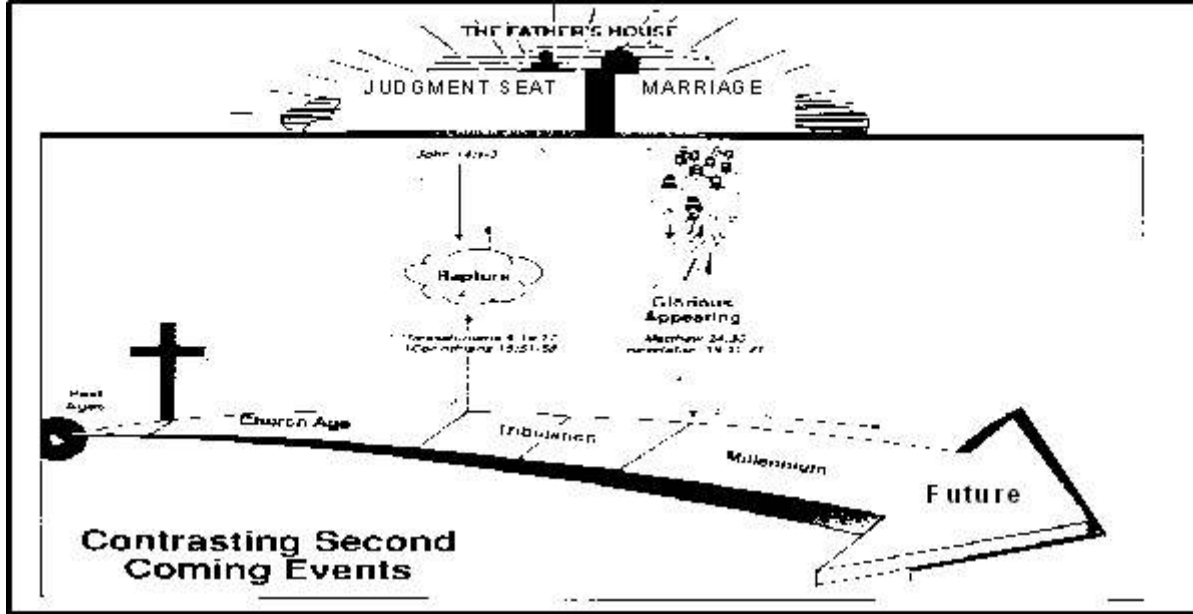 THE FATHER'S HOUSE
JUDGMENT SEAT MARRIAGE
John 14:1-3
Rapture
Glorious
Appearing
Matthew 24:30
Past
Ages
Church Age
Tribulation
Millennium
Future
Contrasting Second
Coming Events